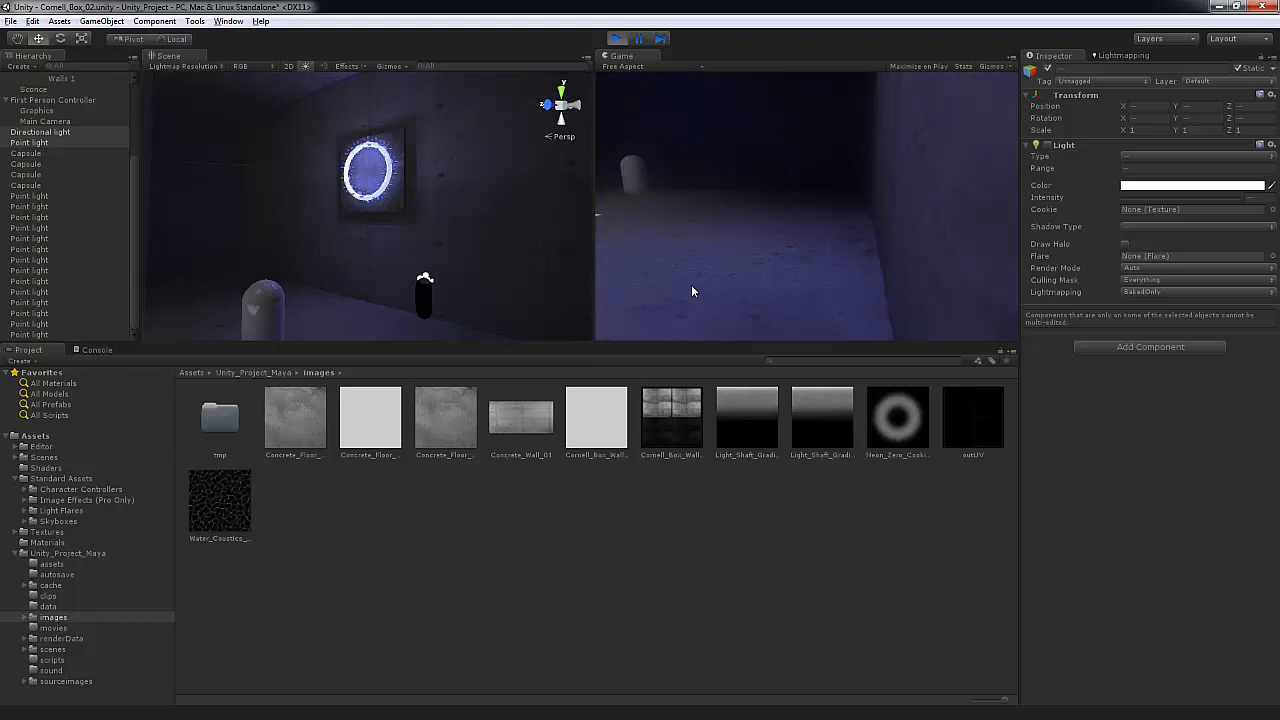 Unity - Cornell_Box_02.unity - Unity_Project - PC, Mac & Linux Standalone* <DX11>
File Edit Assets GameObject Component Tools Window Help
Pivot Local Layers Layout
Hierarchy
Create All
Walls 1
Sconce
First Person Controller
Graphics
Main Camera
Directional light
Point light
Capsule
Capsule
Capsule
Capsule
Point light
Point light
Point light
Point light
Point light
Point light
Point light
Point light
Point light
Point light
Point light
Point light
Point light
Point light
Scene
Lightmap Resolution RGB 2D Effects Gizmos All
y
z
Persp
Game
Free Aspect Maximize on Play Stats Gizmos
Inspector Lightmapping
Static
Tag Untagged Layer Default
Transform
Position X — Y — Z —
Rotation X — Y — Z —
Scale X 1 Y 1 Z 1
Light
Type —
Range —
Color
Intensity —
Cookie None (Texture)
Shadow Type —
Draw Halo
Flare None (Flare)
Render Mode Auto
Culling Mask Everything
Lightmapping BakedOnly
Components that are only on some of the selected objects cannot be
multi-edited.
Add Component
Project Console
Create
Favorites
All Materials
All Models
All Prefabs
All Scripts
Assets
Editor
Scenes
Shaders
Standard Assets
Character Controllers
Image Effects (Pro Only)
Light Flares
Skyboxes
Textures
Materials
Unity_Project_Maya
assets
autosave
cache
clips
data
images
movies
renderData
scenes
scripts
sound
sourceimages
Assets Unity_Project_Maya images
tmp Concrete_Floor_... Concrete_Floor_... Concrete_Floor_... Concrete_Wall_01 Cornell_Box_Wall... Cornell_Box_Wall... Light_Shaft_Gradi... Light_Shaft_Gradi... Neon_Zero_Cooki... outUV
Water_Caustics_...